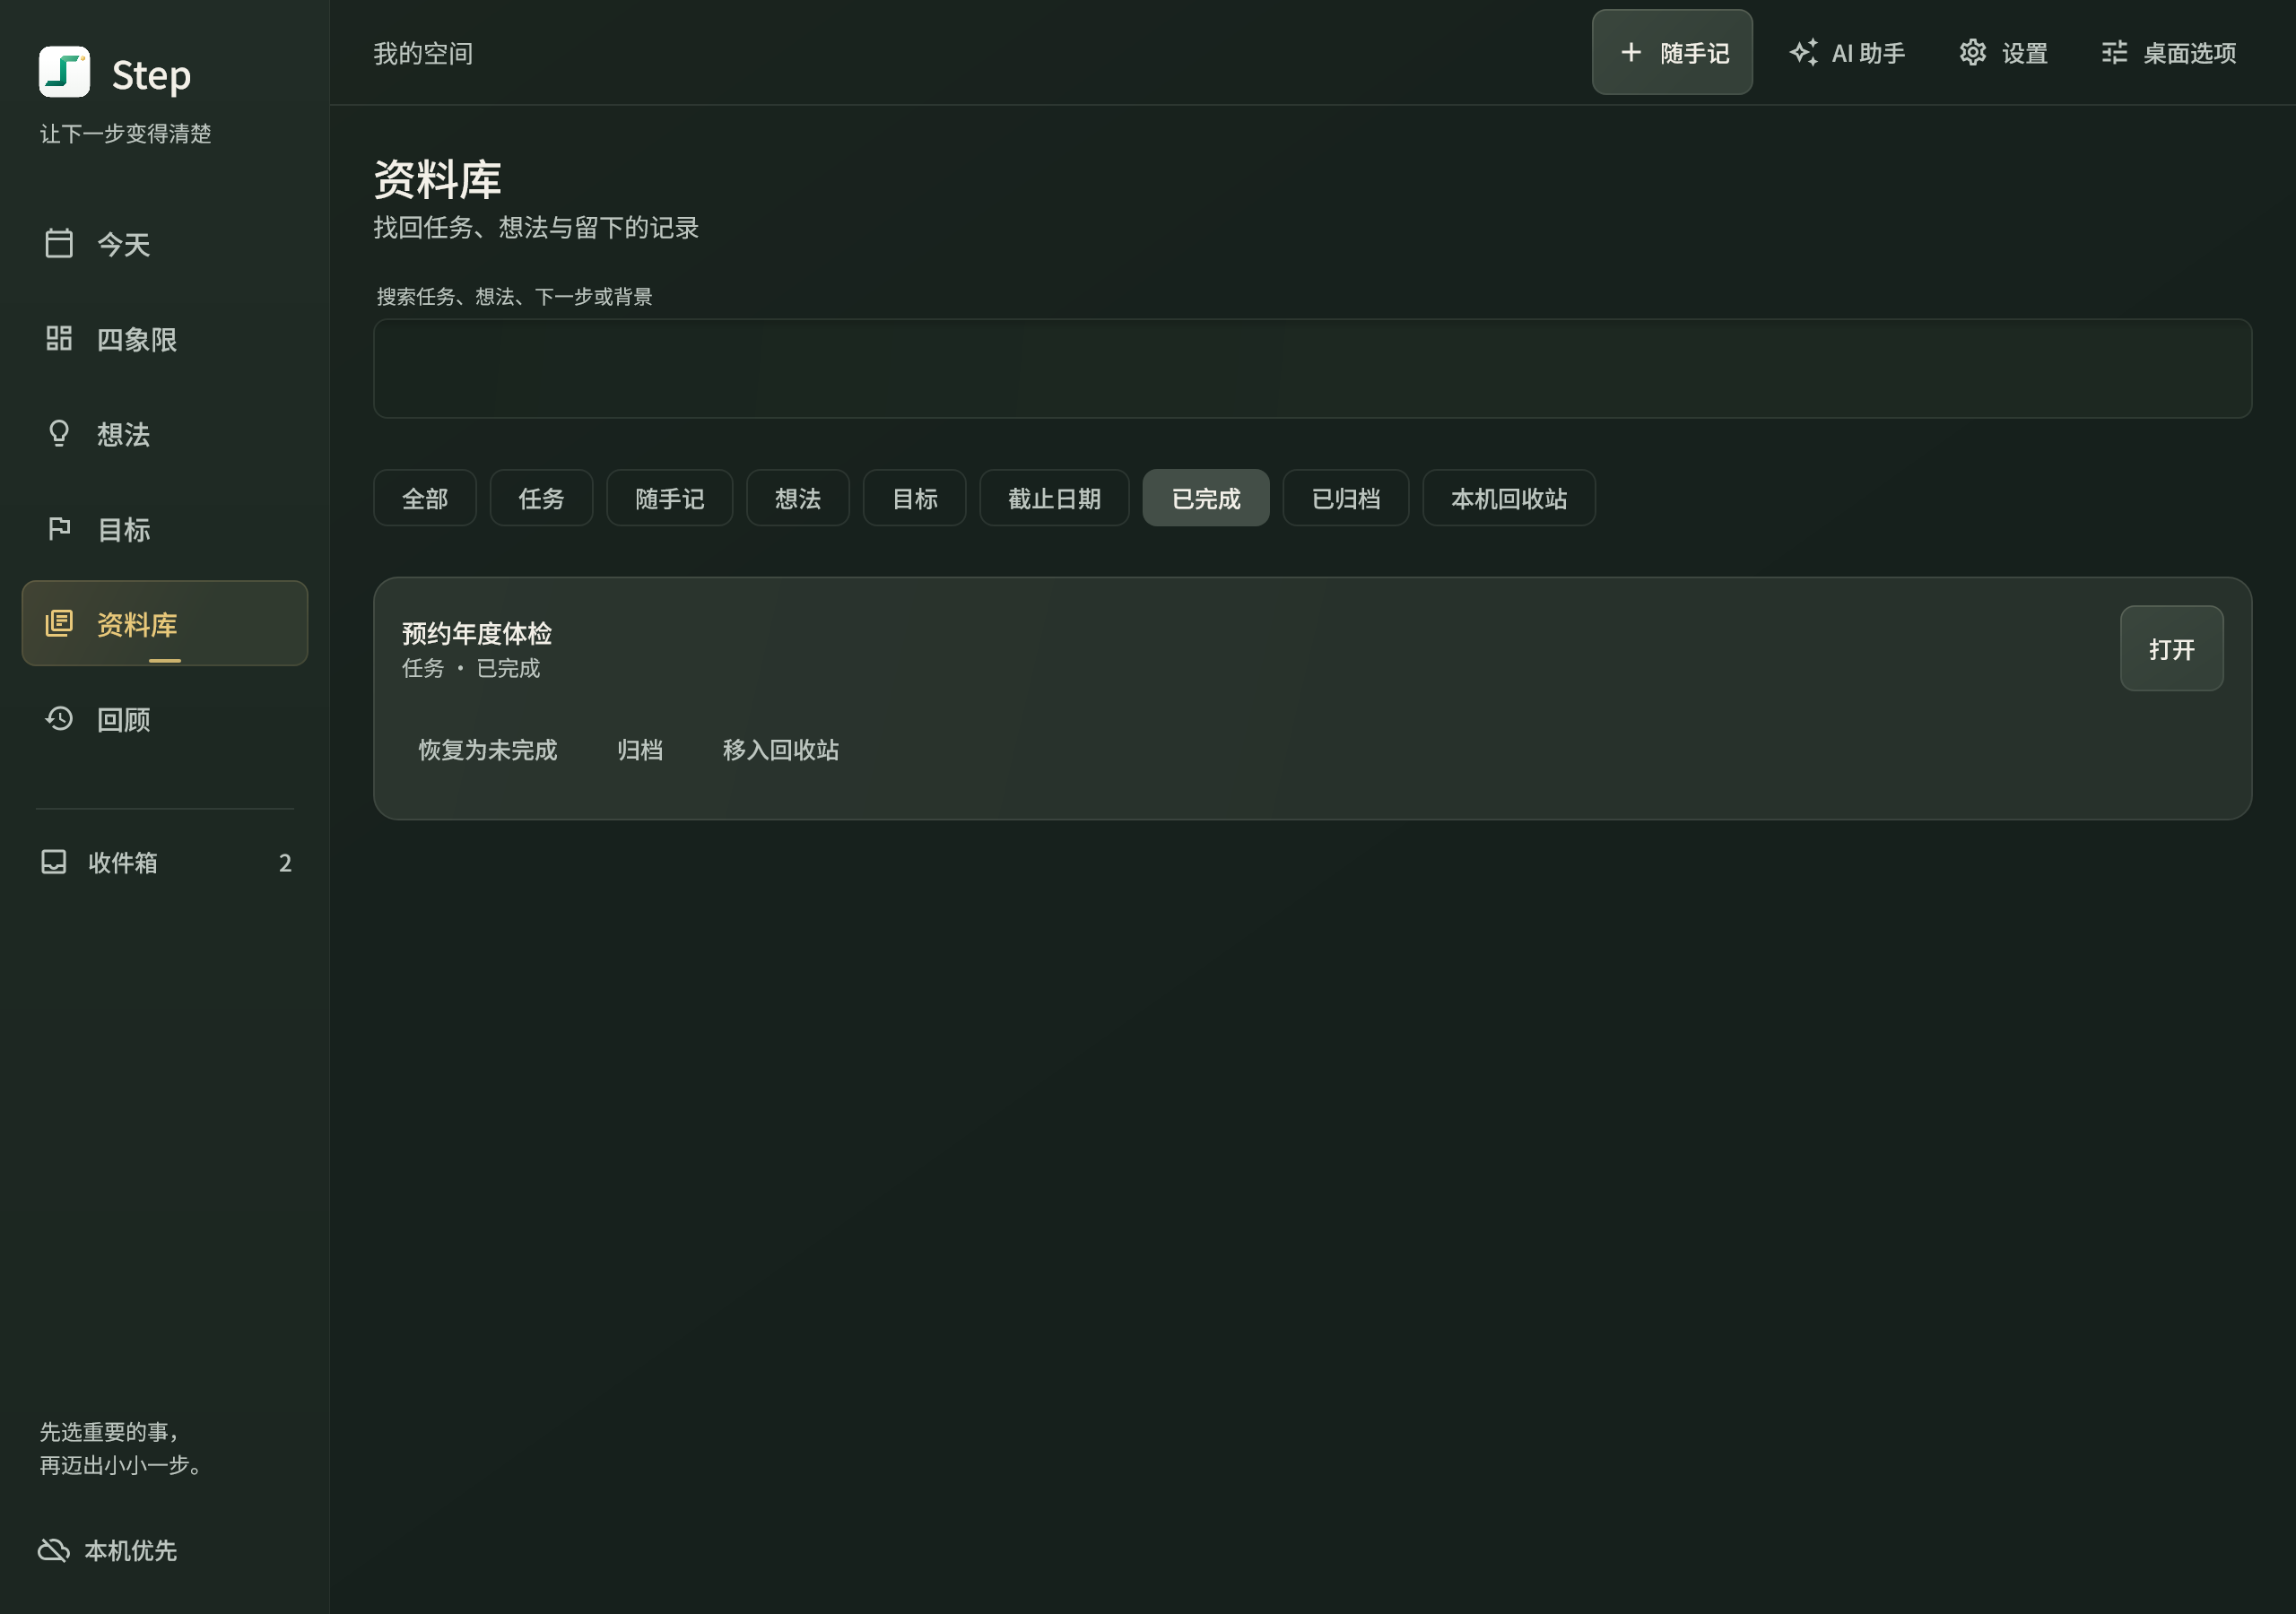 Step
让下一步变得清楚
今天
四象限
想法
目标
资料库
回顾
收件箱 2
先选重要的事，
再迈出小小一步。
本机优先
我的空间
随手记 AI 助手 设置 桌面选项
资料库
找回任务、想法与留下的记录
搜索任务、想法、下一步或背景
全部 任务 随手记 想法 目标 截止日期 已完成 已归档 本机回收站
预约年度体检
任务 · 已完成
打开
恢复为未完成 归档 移入回收站